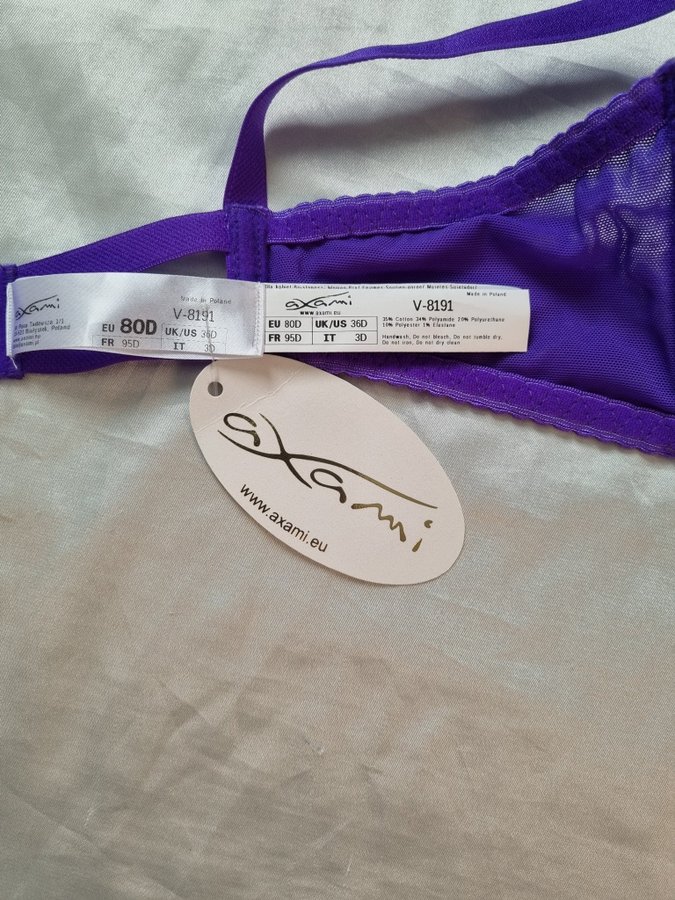 Made in Poland
axami
V-8191
EU 80D UK/US 36D
FR 95D IT 3D
Poland
Made in Poland
axami
www.axami.eu
V-8191
EU 80D UK/US 36D
FR 95D IT 3D
35% Cotton 34% Polyamide 20% Polyurethane
10% Polyester 1% Elastane
Handwash, Do not bleach, Do not tumble dry,
Do not iron, Do not dry clean
axami
www.axami.eu